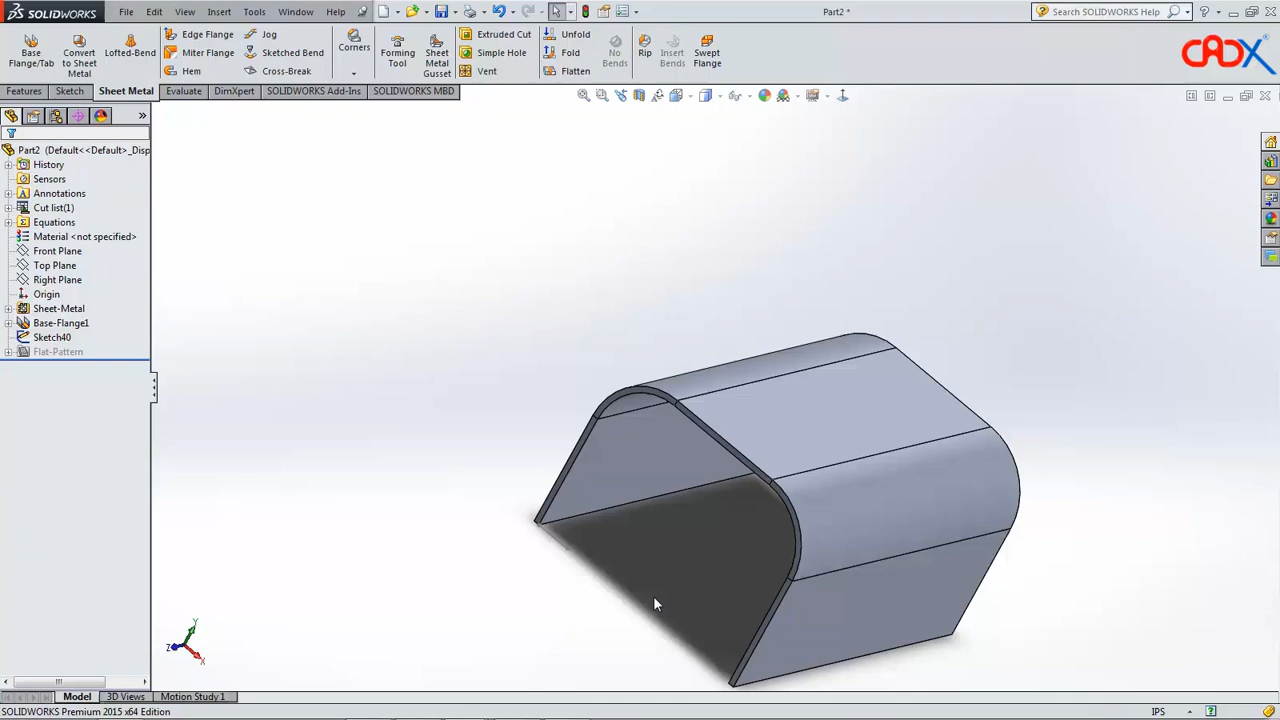 SOLIDWORKS File Edit View Insert Tools Window Help Part2 * Search SOLIDWORKS Help
Base Flange/Tab
Convert to Sheet Metal
Lofted-Bend
Edge Flange
Miter Flange
Hem
Jog
Sketched Bend
Cross-Break
Corners
Forming Tool
Sheet Metal Gusset
Extruded Cut
Simple Hole
Vent
Unfold
Fold
Flatten
No Bends
Rip
Insert Bends
Swept Flange
CADX
Features Sketch Sheet Metal Evaluate DimXpert SOLIDWORKS Add-Ins SOLIDWORKS MBD
Part2 (Default<<Default>_Disp
History
Sensors
Annotations
Cut list(1)
Equations
Material <not specified>
Front Plane
Top Plane
Right Plane
Origin
Sheet-Metal
Base-Flange1
Sketch40
Flat-Pattern
Y
Z
X
Model 3D Views Motion Study 1
SOLIDWORKS Premium 2015 x64 Edition IPS